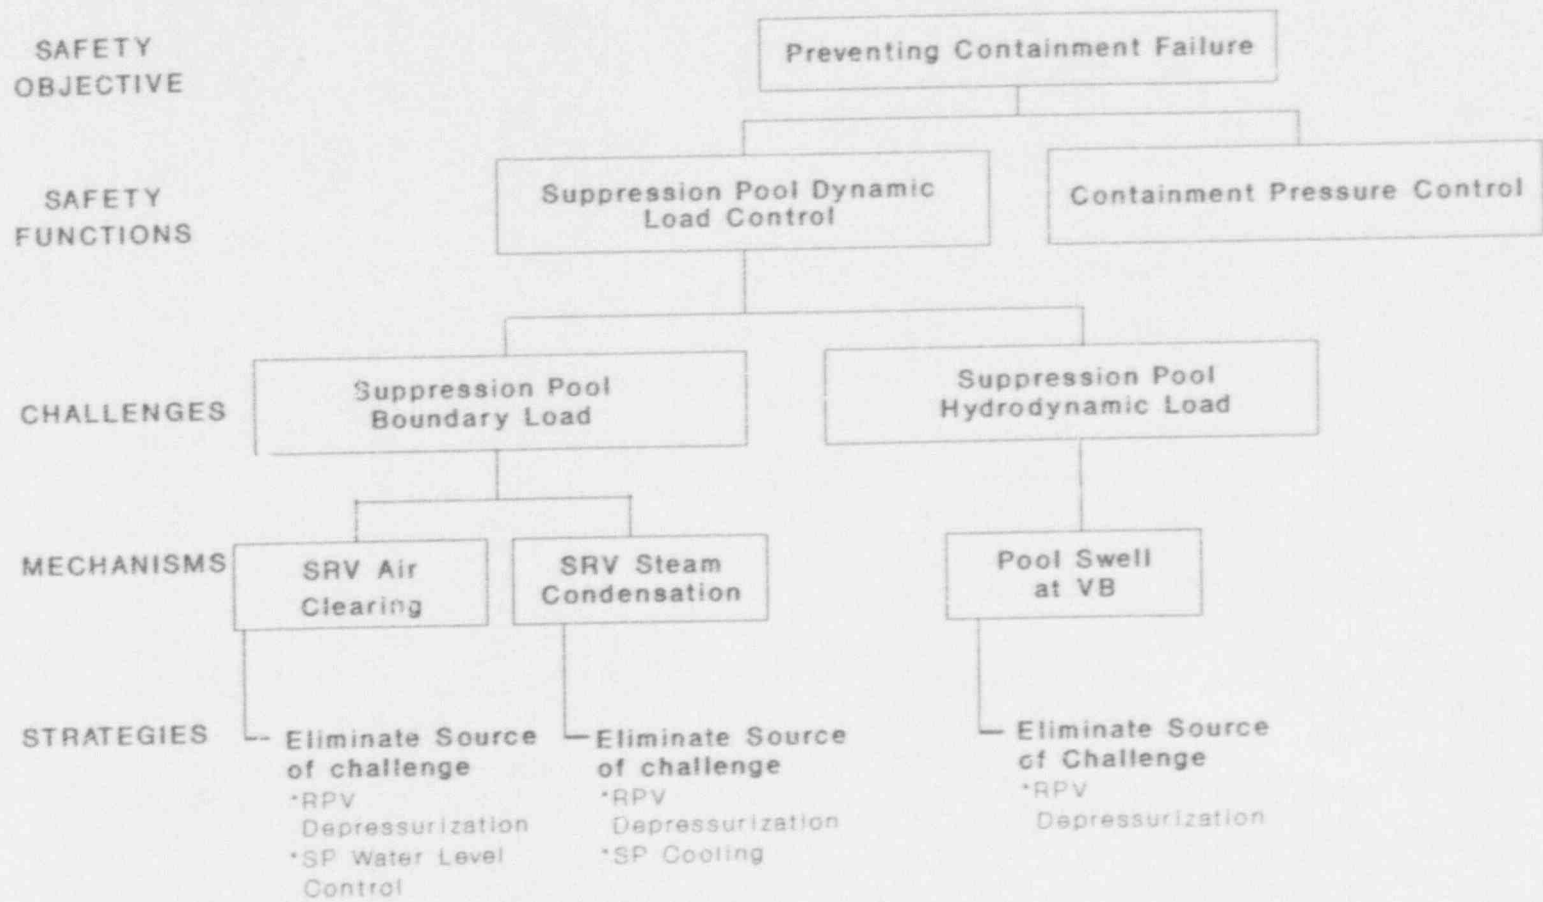 SAFETY
OBJECTIVE
Preventing Containment Failure
SAFETY
FUNCTIONS
Suppression Pool Dynamic
Load Control
Containment Pressure Control
CHALLENGES
Suppression Pool
Boundary Load
Suppression Pool
Hydrodynamic Load
MECHANISMS
SRV Air
Clearing
SRV Steam
Condensation
Pool Swell
at VB
STRATEGIES
Eliminate Source
of challenge
*RPV
Depressurization
*SP Water Level
Control
Eliminate Source
of challenge
*RPV
Depressurization
*SP Cooling
Eliminate Source
of Challenge
*RPV
Depressurization